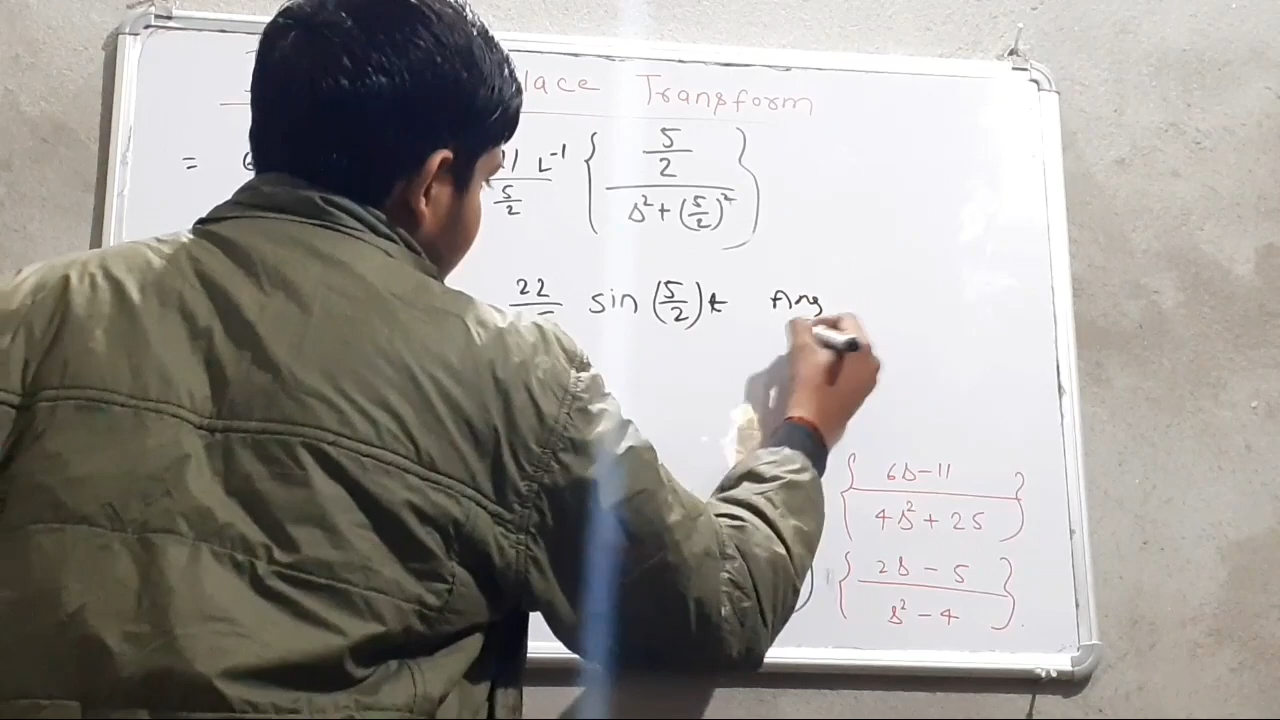 lace Transform
= 11/(5/2) L⁻¹ { (5/2) / (s² + (5/2)²) }
22/ sin (5/2)t Ans
{ (6s-11) / (4s² + 25) }
{ (2s - 5) / (s² - 4) }